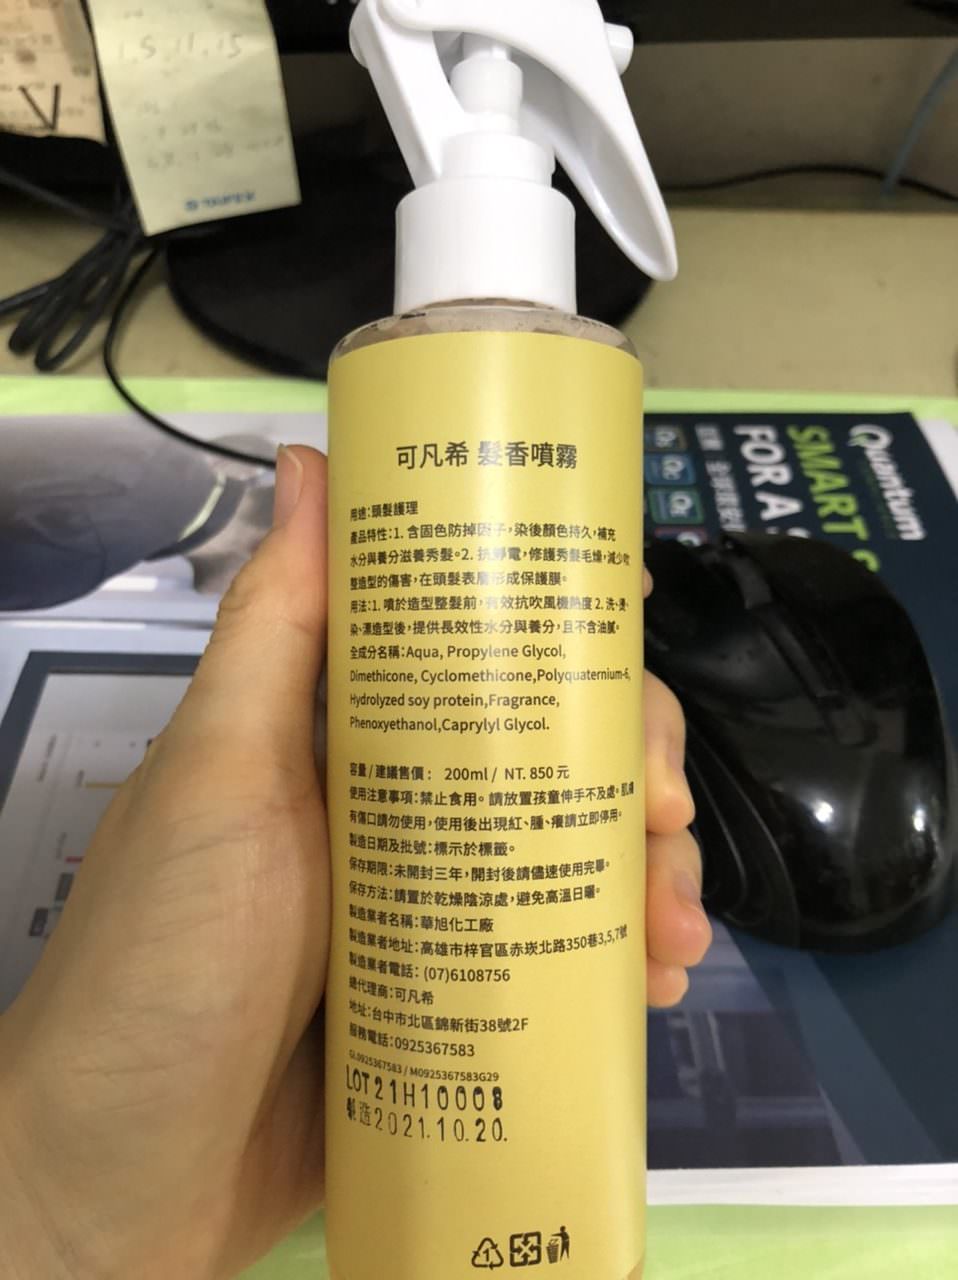 1.5.11.15
Quantum
SMART
FOR A
可凡希 髮香噴霧
用途:頭髮護理
產品特性:1. 含固色防掉因子,染後顏色持久,補充
水分與養分滋養秀髮。2. 抗靜電,修護秀髮毛燥,減少吹
整造型的傷害,在頭髮表層形成保護膜。
用法:1. 噴於造型整髮前,有效抗吹風機熱度 2. 洗、燙、
染、漂造型後,提供長效性水分與養分,且不含油膩。
全成分名稱:Aqua, Propylene Glycol,
Dimethicone, Cyclomethicone,Polyquaternium-6,
Hydrolyzed soy protein,Fragrance,
Phenoxyethanol,Caprylyl Glycol.
容量 / 建議售價: 200ml / NT. 850 元
使用注意事項:禁止食用。請放置孩童伸手不及處。肌膚
有傷口請勿使用,使用後出現紅、腫、癢請立即停用。
製造日期及批號:標示於標籤。
保存期限:未開封三年,開封後請儘速使用完畢。
保存方法:請置於乾燥陰涼處,避免高溫日曬。
製造業者名稱:華旭化工廠
製造業者地址:高雄市梓官區赤崁北路350巷3,5,7號
製造業者電話: (07)6108756
總代理商:可凡希
地址:台中市北區錦新街38號2F
服務電話:0925367583
GL0925367583 / M0925367583G29
LOT21H10008
製造2021.10.20.
1